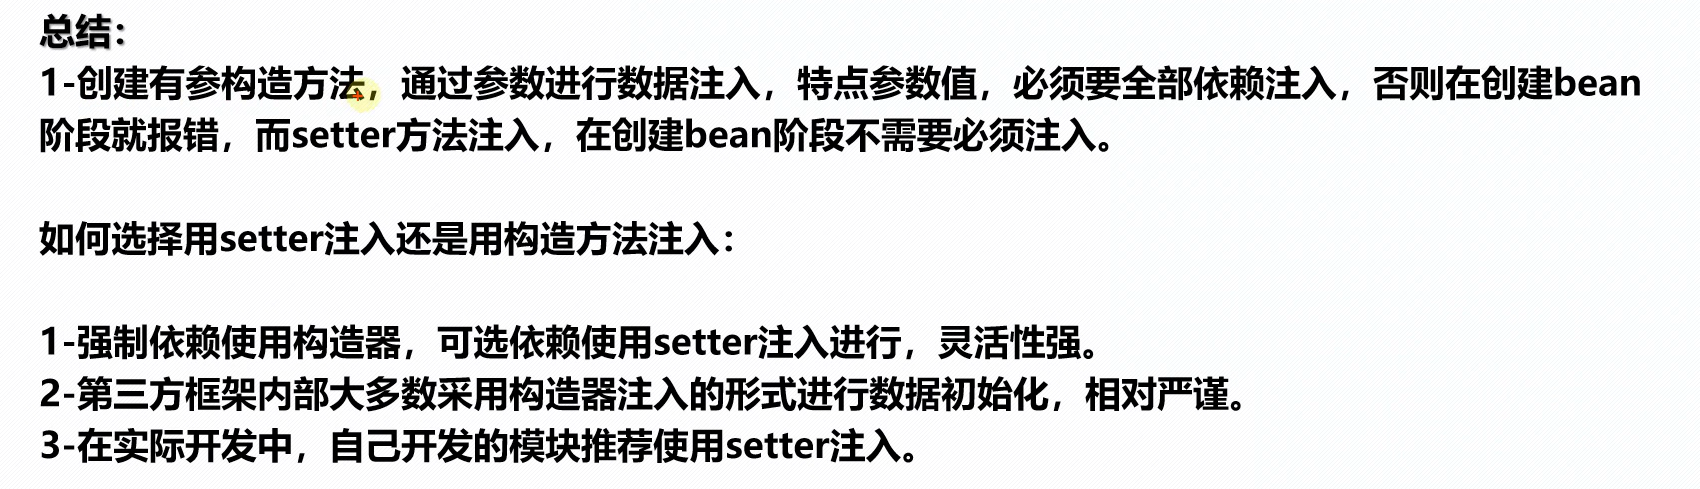 总结：
1-创建有参构造方法，通过参数进行数据注入，特点参数值，必须要全部依赖注入，否则在创建bean
阶段就报错，而setter方法注入，在创建bean阶段不需要必须注入。
如何选择用setter注入还是用构造方法注入：
1-强制依赖使用构造器，可选依赖使用setter注入进行，灵活性强。
2-第三方框架内部大多数采用构造器注入的形式进行数据初始化，相对严谨。
3-在实际开发中，自己开发的模块推荐使用setter注入。